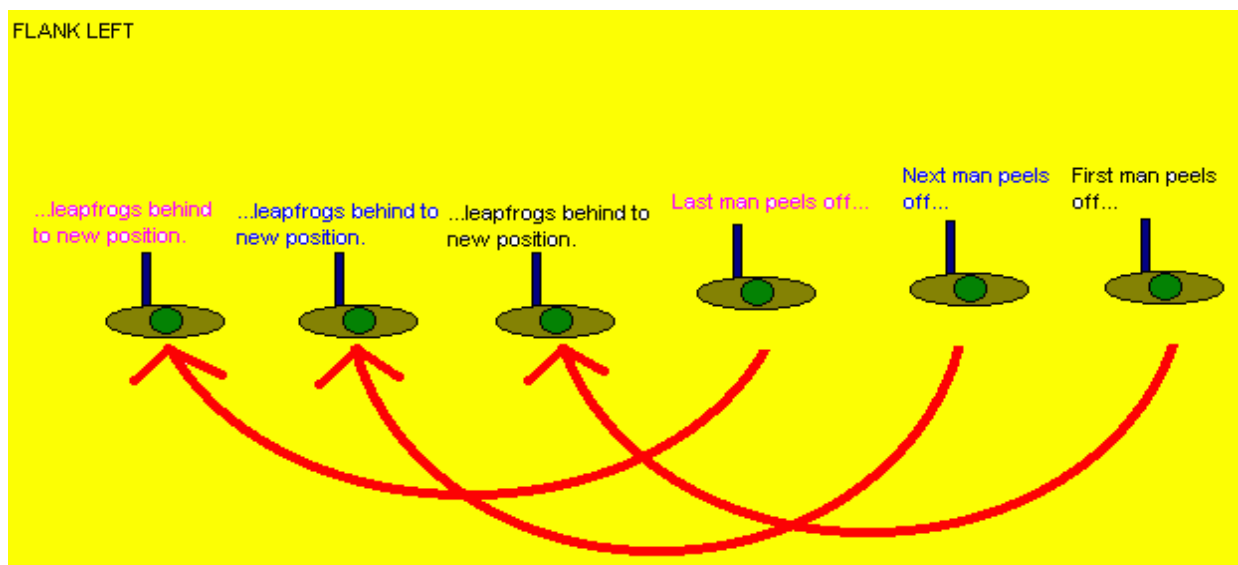 FLANK LEFT
...leapfrogs behind
to new position.
...leapfrogs behind to
new position.
...leapfrogs behind to
new position.
Last man peels off...
Next man peels
off...
First man peels
off...